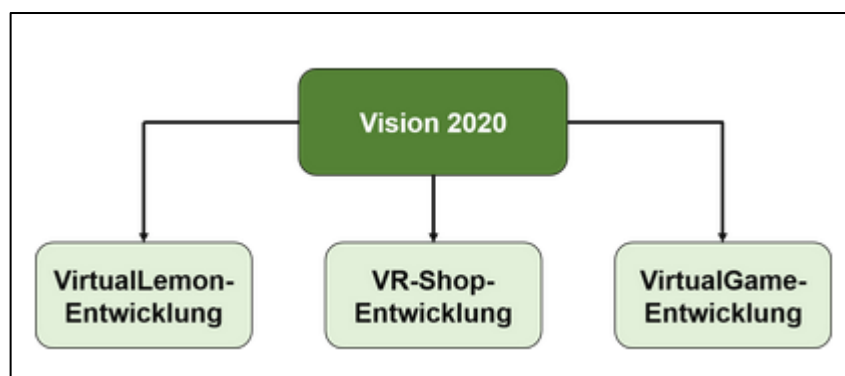 Vision 2020
VirtualLemon-
Entwicklung
VR-Shop-
Entwicklung
VirtualGame-
Entwicklung